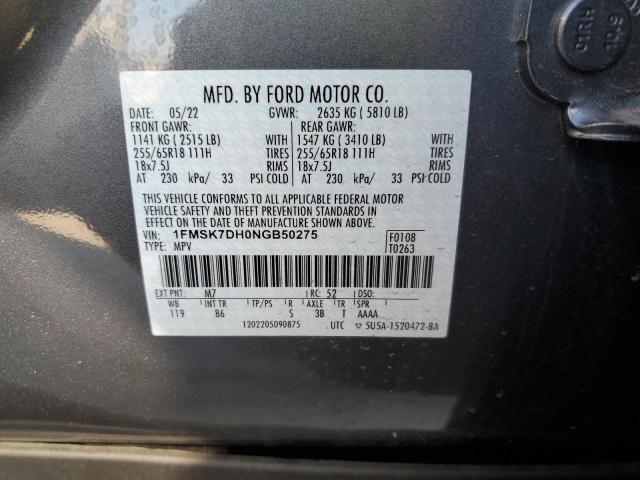 01RH
6.01
MFD. BY FORD MOTOR CO.
DATE: 05/22 GVWR: 2635 KG ( 5810 LB)
FRONT GAWR: REAR GAWR:
1141 KG ( 2515 LB) WITH 1547 KG ( 3410 LB) WITH
255/65R18 111H TIRES 255/65R18 111H TIRES
18x7.5J RIMS 18x7.5J RIMS
AT 230 kPa/ 33 PSI COLD AT 230 kPa/ 33 PSI COLD
THIS VEHICLE CONFORMS TO ALL APPLICABLE FEDERAL MOTOR
VEHICLE SAFETY AND THEFT PREVENTION STANDARDS IN
EFFECT ON THE DATE OF MANUFACTURE SHOWN ABOVE.
VIN: 1FMSK7DH0NGB50275 F0108
TYPE: MPV T0263
EXT PNT: M7 RC: 52 DSO:
WB INT TR TP/PS R AXLE TR SPR
119 86 S 3B T AAAA
1202205090875 UTC ▽ 5U5A-1520472-BA